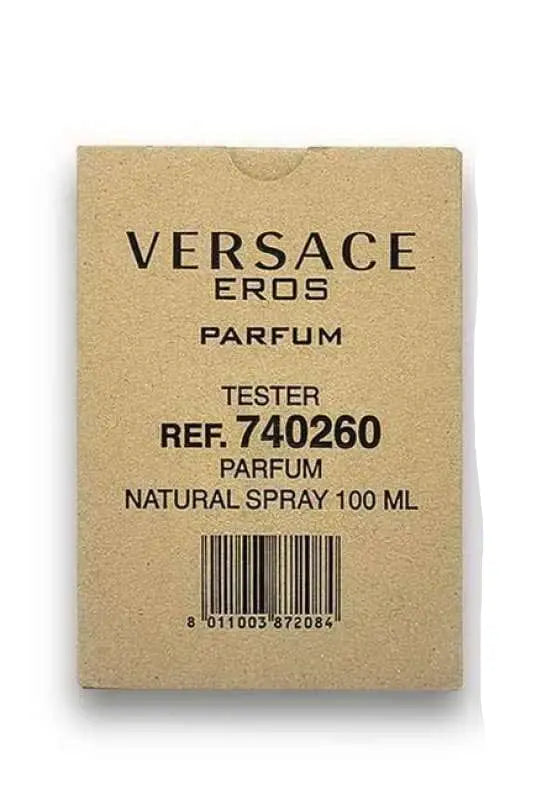 VERSACE
EROS
PARFUM
TESTER
REF. 740260
PARFUM
NATURAL SPRAY 100 ML
8 011003 872084